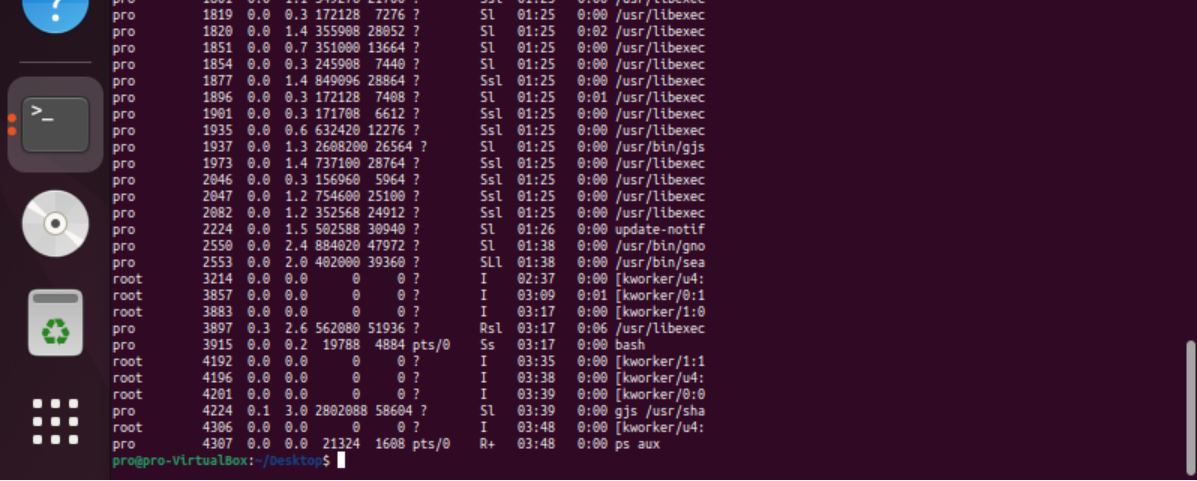 pro 1819 0.0 0.3 172128 7276 ? Sl 01:25 0:00 /usr/libexec
pro 1820 0.0 1.4 355908 28052 ? Sl 01:25 0:02 /usr/libexec
pro 1851 0.0 0.7 351000 13664 ? Sl 01:25 0:00 /usr/libexec
pro 1854 0.0 0.3 245908 7440 ? Sl 01:25 0:00 /usr/libexec
pro 1877 0.0 1.4 849096 28864 ? Ssl 01:25 0:00 /usr/libexec
pro 1896 0.0 0.3 172128 7408 ? Sl 01:25 0:01 /usr/libexec
pro 1901 0.0 0.3 171708 6612 ? Ssl 01:25 0:00 /usr/libexec
pro 1935 0.0 0.6 632420 12276 ? Ssl 01:25 0:00 /usr/libexec
pro 1937 0.0 1.3 2608200 26564 ? Sl 01:25 0:00 /usr/bin/gjs
pro 1973 0.0 1.4 737100 28764 ? Ssl 01:25 0:00 /usr/libexec
pro 2046 0.0 0.3 156960 5964 ? Ssl 01:25 0:00 /usr/libexec
pro 2047 0.0 1.2 754600 25100 ? Ssl 01:25 0:00 /usr/libexec
pro 2082 0.0 1.2 352568 24912 ? Ssl 01:25 0:00 /usr/libexec
pro 2224 0.0 1.5 502588 30940 ? Sl 01:26 0:00 update-notif
pro 2550 0.0 2.4 884020 47972 ? Sl 01:38 0:00 /usr/bin/gno
pro 2553 0.0 2.0 402000 39360 ? SLl 01:38 0:00 /usr/bin/sea
root 3214 0.0 0.0 0 0 ? I 02:37 0:00 [kworker/u4:
root 3857 0.0 0.0 0 0 ? I 03:09 0:01 [kworker/0:1
root 3883 0.0 0.0 0 0 ? I 03:17 0:00 [kworker/1:0
pro 3897 0.3 2.6 562080 51936 ? Rsl 03:17 0:06 /usr/libexec
pro 3915 0.0 0.2 19788 4884 pts/0 Ss 03:17 0:00 bash
root 4192 0.0 0.0 0 0 ? I 03:35 0:00 [kworker/1:1
root 4196 0.0 0.0 0 0 ? I 03:38 0:00 [kworker/u4:
root 4201 0.0 0.0 0 0 ? I 03:39 0:00 [kworker/0:0
pro 4224 0.1 3.0 2802088 58604 ? Sl 03:39 0:00 gjs /usr/sha
root 4306 0.0 0.0 0 0 ? I 03:48 0:00 [kworker/u4:
pro 4307 0.0 0.0 21324 1608 pts/0 R+ 03:48 0:00 ps aux
pro@pro-VirtualBox:~/Desktop$